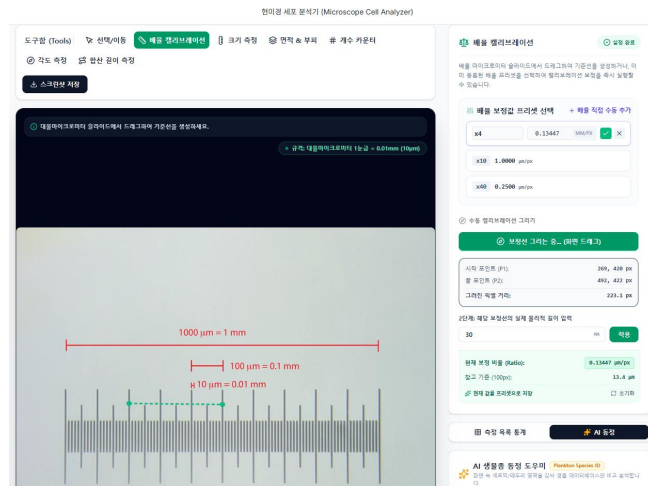 현미경 세포 분석기 (Microscope Cell Analyzer)
도구함 (Tools) 선택/이동 배율 캘리브레이션 크기 측정 면적 & 부피 # 개수 카운터
각도 측정 합산 길이 측정
스크린샷 저장
대물마이크로미터 슬라이드에서 드래그하여 기준선을 생성하세요.
규격: 대물마이크로미터 1눈금 = 0.01mm (10μm)
1000 μm = 1 mm
100 μm = 0.1 mm
10 μm = 0.01 mm
배율 캘리브레이션 설정 완료
배율 마이크로미터 슬라이드에서 드래그하여 기준선을 생성하거나, 이
미 등록된 배율 프리셋을 선택하여 캘리브레이션 보정을 즉시 실행할
수 있습니다.
배율 보정값 프리셋 선택 + 배율 직접 수동 추가
x4 0.13447 MM/PX
x10 1.0000 μm/px
x40 0.2500 μm/px
수동 캘리브레이션 그리기
보정선 그리는 중... (화면 드래그)
시작 포인트 (P1): 269, 420 px
끝 포인트 (P2): 492, 422 px
그려진 픽셀 거리: 223.1 px
2단계: 해당 보정선의 실제 물리적 길이 입력
30 적용
현재 보정 비율 (Ratio): 0.13447 μm/px
참고 기준 (100px): 13.4 μm
현재 값을 프리셋으로 저장 초기화
측정 목록 통계 AI 동정
AI 생물종 동정 도우미 Plankton Species ID